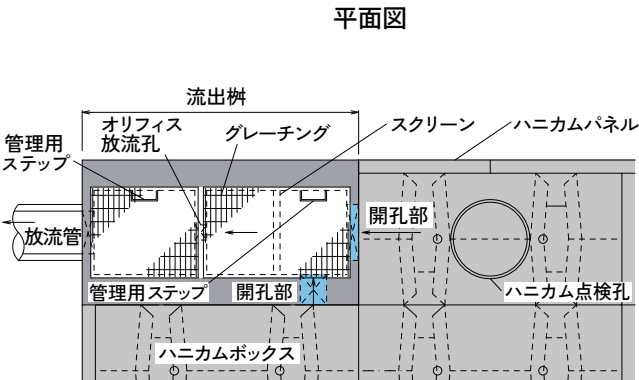 平面図
流出桝
オリフィス
放流孔
グレーチング
スクリーン
ハニカムパネル
管理用
ステップ
放流管
開孔部
管理用ステップ
開孔部
ハニカム点検孔
ハニカムボックス